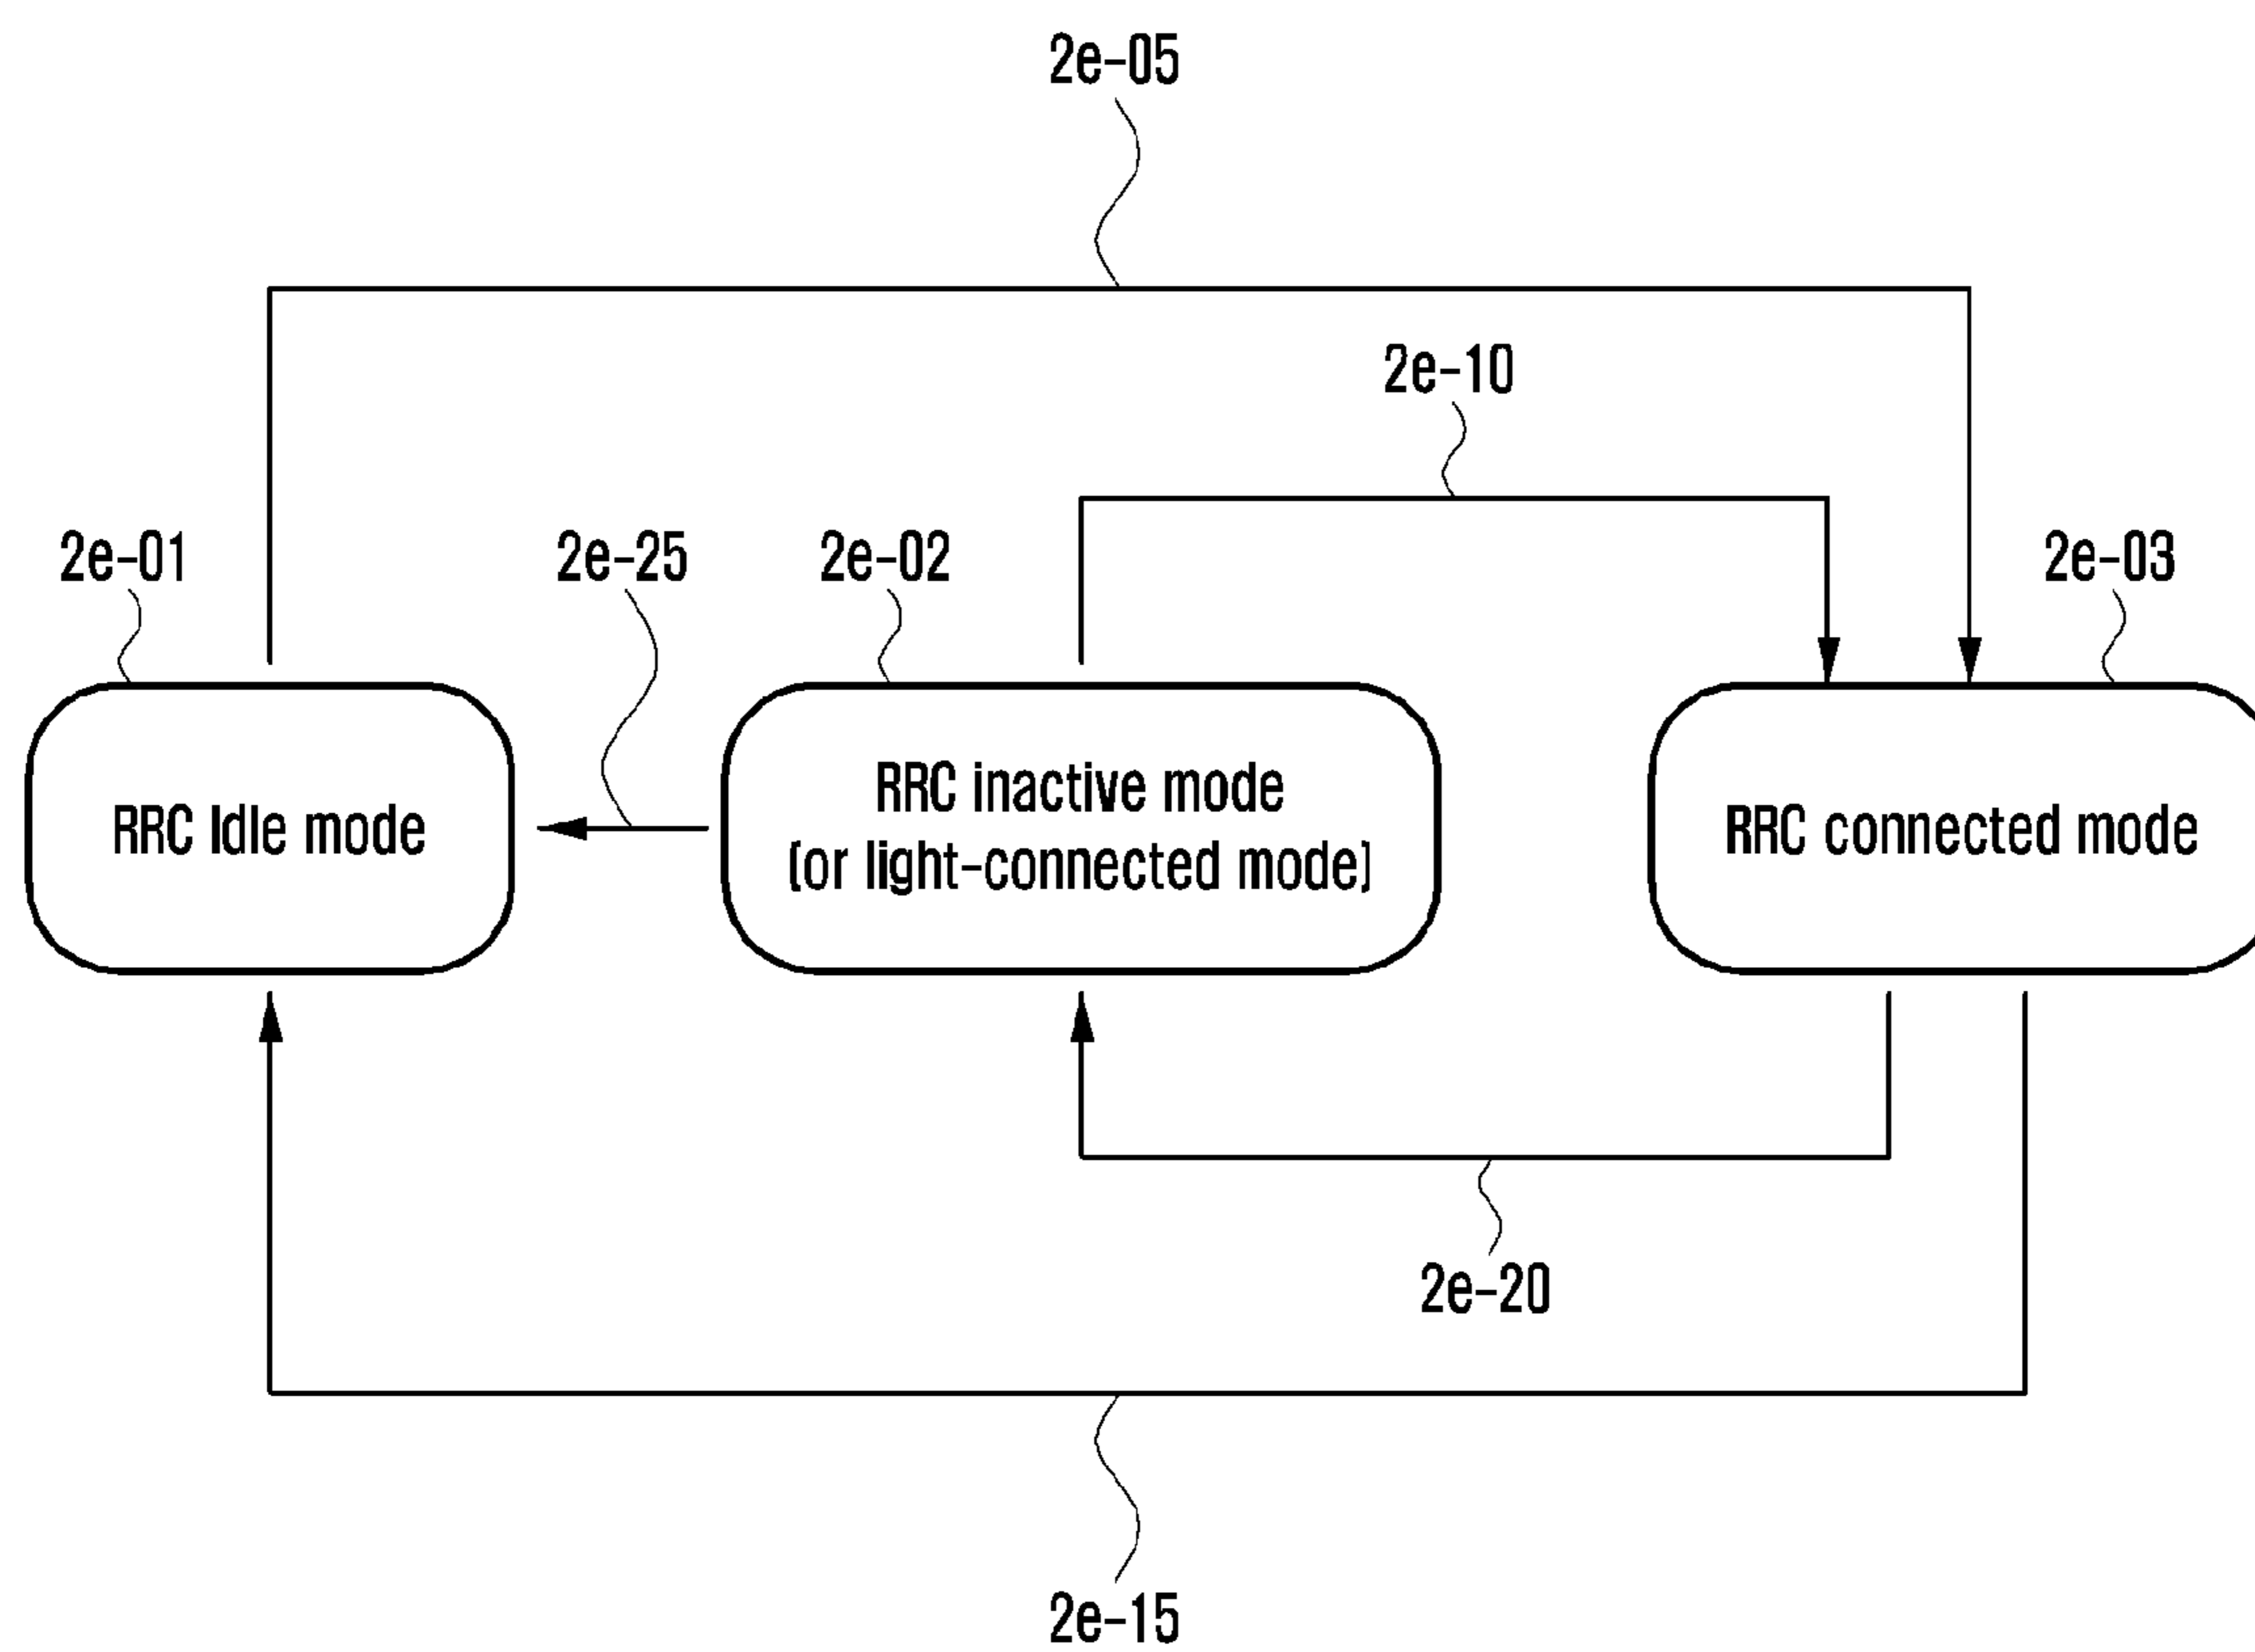 2e-05
2e-10
2e-01
2e-25
2e-02
2e-03
RRC Idle mode
RRC inactive mode
(or light-connected mode)
RRC connected mode
2e-20
2e-15